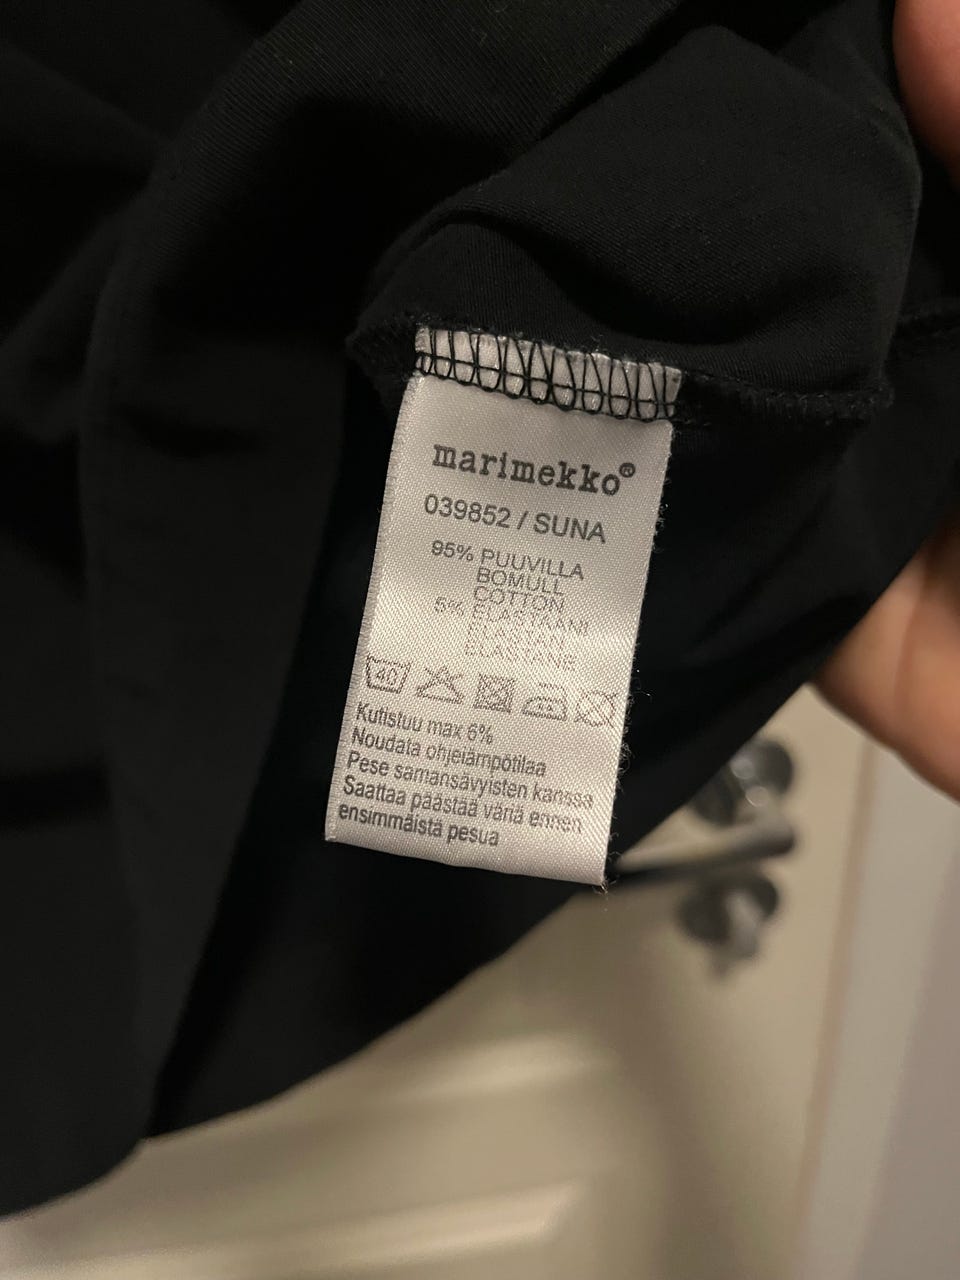 marimekko®
039852 / SUNA
95% PUUVILLA
BOMULL
COTTON
5% ELASTAANI
ELASTAN
ELASTANE
40
Kutistuu max 6%
Noudata ohjelämpötilaa
Pese samansävyisten kanssa
Saattaa päästää väriä ennen
ensimmäistä pesua